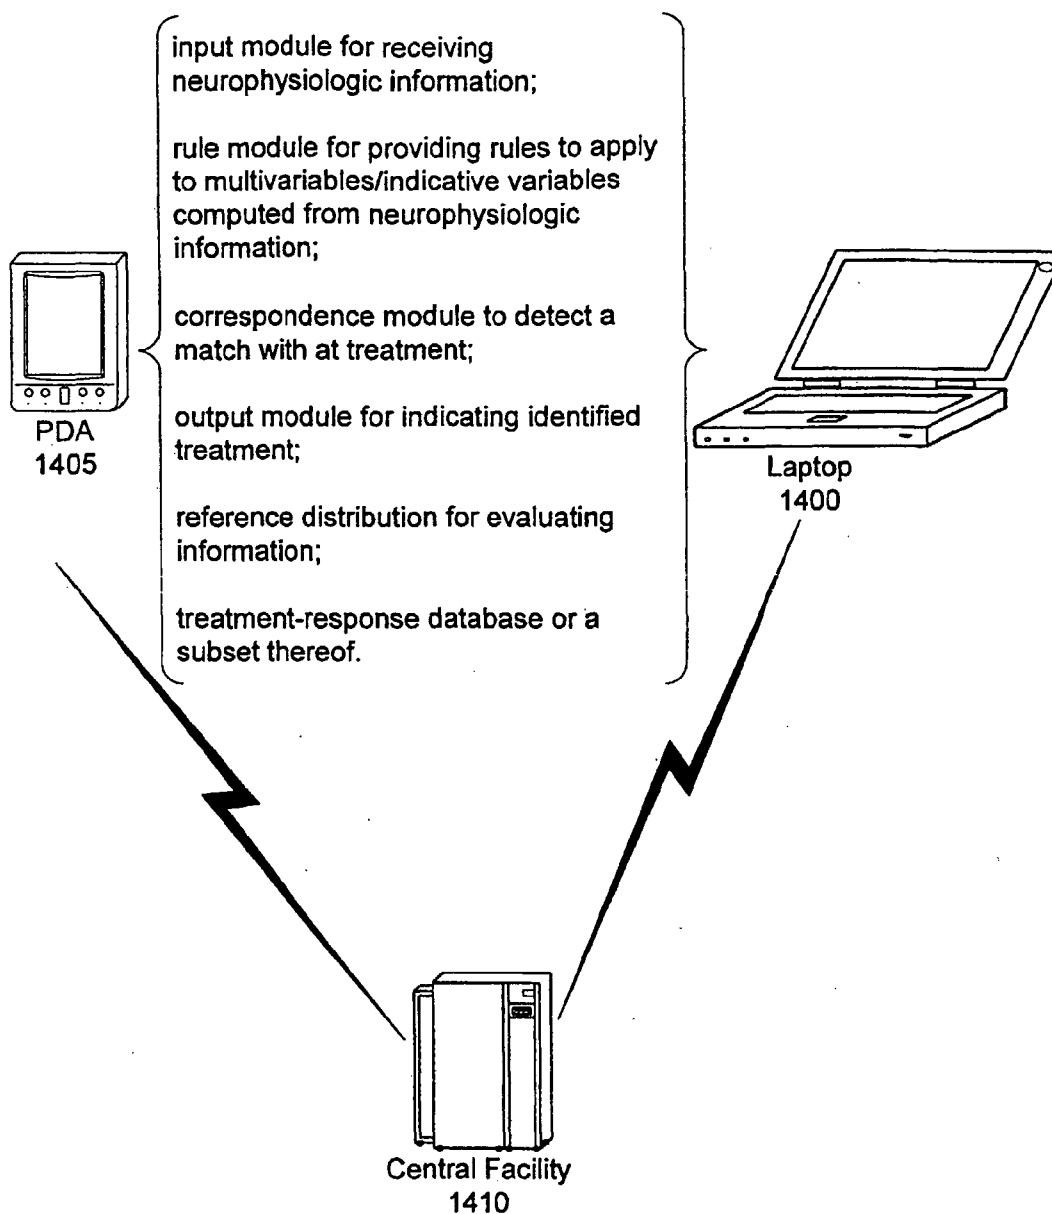 input module for receiving
neurophysiologic information;
rule module for providing rules to apply
to multivariables/indicative variables
computed from neurophysiologic
information;
correspondence module to detect a
match with at treatment;
output module for indicating identified
treatment;
reference distribution for evaluating
information;
treatment-response database or a
subset thereof.
PDA
1405
Laptop
1400
Central Facility
1410